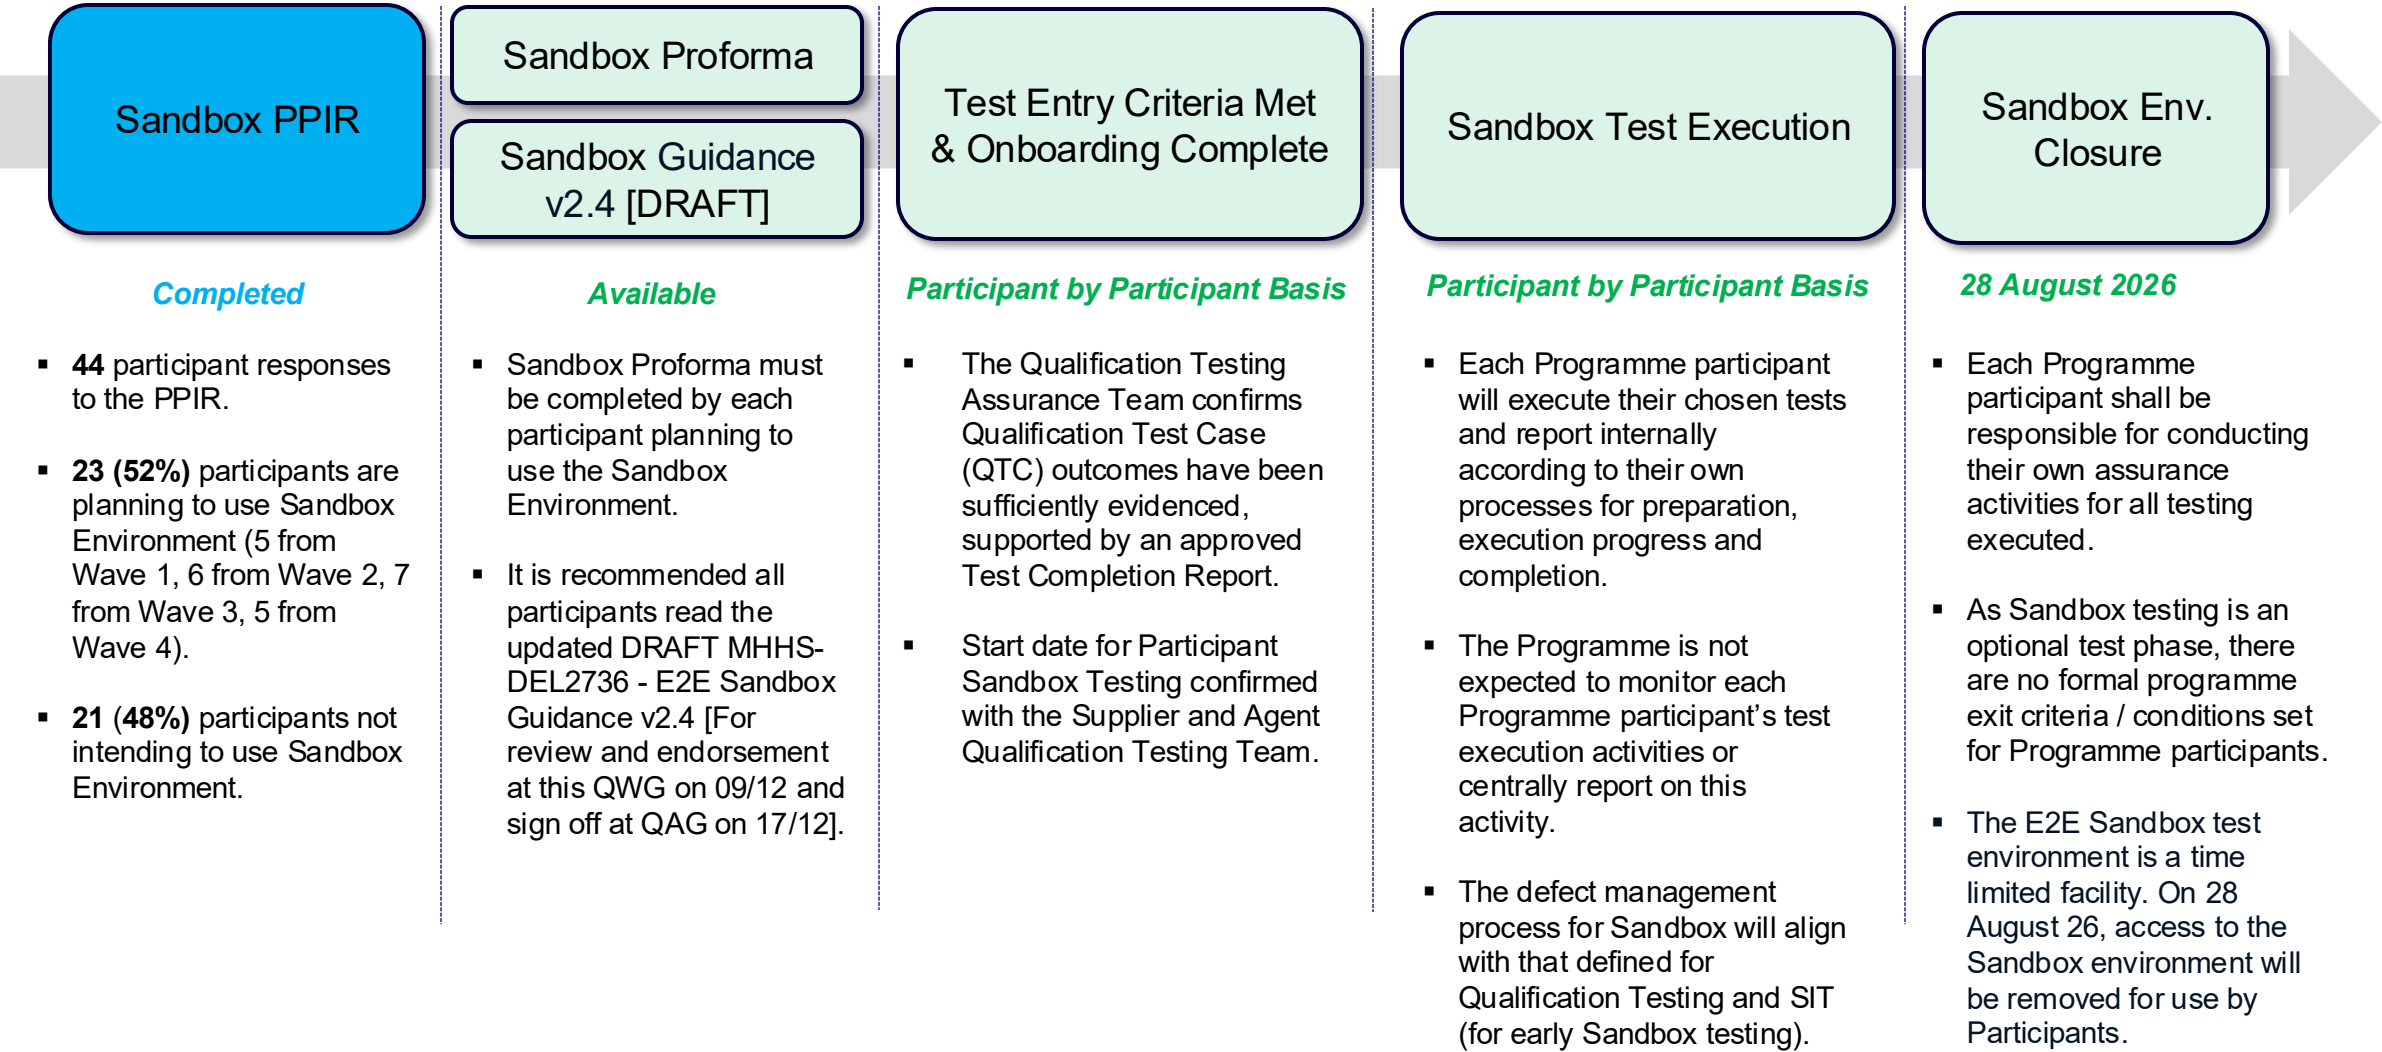 Sandbox PPIR
Completed
▪ 44 participant responses
to the PPIR.
▪ 23 (52%) participants are
planning to use Sandbox
Environment (5 from
Wave 1, 6 from Wave 2, 7
from Wave 3, 5 from
Wave 4).
▪ 21 (48%) participants not
intending to use Sandbox
Environment.
Sandbox Proforma
Sandbox Guidance
v2.4 [DRAFT]
Available
▪ Sandbox Proforma must
be completed by each
participant planning to
use the Sandbox
Environment.
▪ It is recommended all
participants read the
updated DRAFT MHHS-
DEL2736 - E2E Sandbox
Guidance v2.4 [For
review and endorsement
at this QWG on 09/12 and
sign off at QAG on 17/12].
Test Entry Criteria Met
& Onboarding Complete
Participant by Participant Basis
▪ The Qualification Testing
Assurance Team confirms
Qualification Test Case
(QTC) outcomes have been
sufficiently evidenced,
supported by an approved
Test Completion Report.
▪ Start date for Participant
Sandbox Testing confirmed
with the Supplier and Agent
Qualification Testing Team.
Sandbox Test Execution
Participant by Participant Basis
▪ Each Programme participant
will execute their chosen tests
and report internally
according to their own
processes for preparation,
execution progress and
completion.
▪ The Programme is not
expected to monitor each
Programme participant’s test
execution activities or
centrally report on this
activity.
▪ The defect management
process for Sandbox will align
with that defined for
Qualification Testing and SIT
(for early Sandbox testing).
Sandbox Env.
Closure
28 August 2026
▪ Each Programme
participant shall be
responsible for conducting
their own assurance
activities for all testing
executed.
▪ As Sandbox testing is an
optional test phase, there
are no formal programme
exit criteria / conditions set
for Programme participants.
▪ The E2E Sandbox test
environment is a time
limited facility. On 28
August 26, access to the
Sandbox environment will
be removed for use by
Participants.